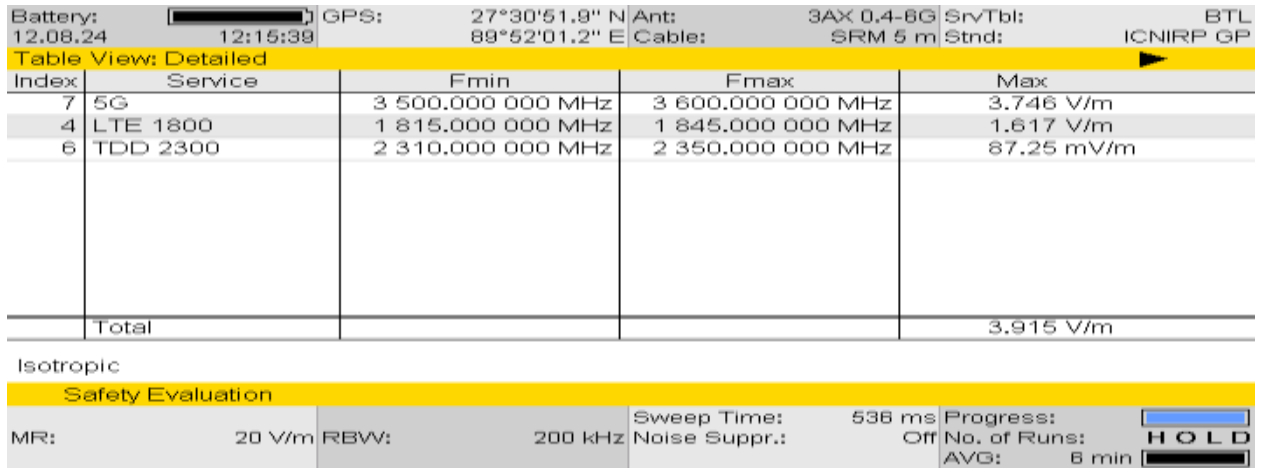 Battery: GPS: 27°30'51.9" N Ant: 3AX 0.4-6G SrvTbl: BTL
12.08.24 12:15:39 89°52'01.2" E Cable: SRM 5 m Stnd: ICNIRP GP
Table View: Detailed
Index Service Fmin Fmax Max
7 5G 3 500.000 000 MHz 3 600.000 000 MHz 3.746 V/m
4 LTE 1800 1 815.000 000 MHz 1 845.000 000 MHz 1.617 V/m
6 TDD 2300 2 310.000 000 MHz 2 350.000 000 MHz 87.25 mV/m
Total 3.915 V/m
Isotropic
Safety Evaluation
Sweep Time: 536 ms Progress:
MR: 20 V/m RBW: 200 kHz Noise Suppr.: Off No. of Runs: HOLD
AVG: 6 min